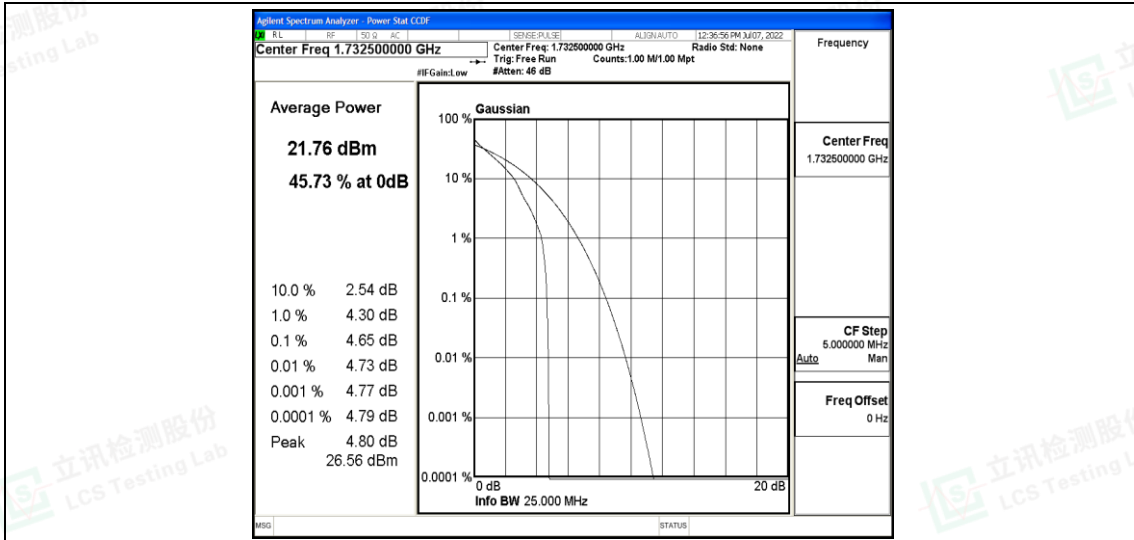 Agilent Spectrum Analyzer - Power Stat CCDF
RL RF 50 Ω AC SENSE:PULSE ALIGN AUTO 12:36:56 PM Jul 07, 2022
Center Freq 1.732500000 GHz
Center Freq: 1.732500000 GHz Radio Std: None
Trig: Free Run Counts:1.00 M/1.00 Mpt
#IFGain:Low #Atten: 46 dB
Frequency
Average Power
21.76 dBm
45.73 % at 0dB
10.0 % 2.54 dB
1.0 % 4.30 dB
0.1 % 4.65 dB
0.01 % 4.73 dB
0.001 % 4.77 dB
0.0001 % 4.79 dB
Peak 4.80 dB
26.56 dBm
Gaussian
100 %
10 %
1 %
0.1 %
0.01 %
0.001 %
0.0001 %
0 dB 20 dB
Info BW 25.000 MHz
Center Freq
1.732500000 GHz
CF Step
5.000000 MHz
Auto Man
Freq Offset
0 Hz
MSG STATUS
立讯检测股份
LCS Testing Lab
立讯检测股份
LCS Testing L